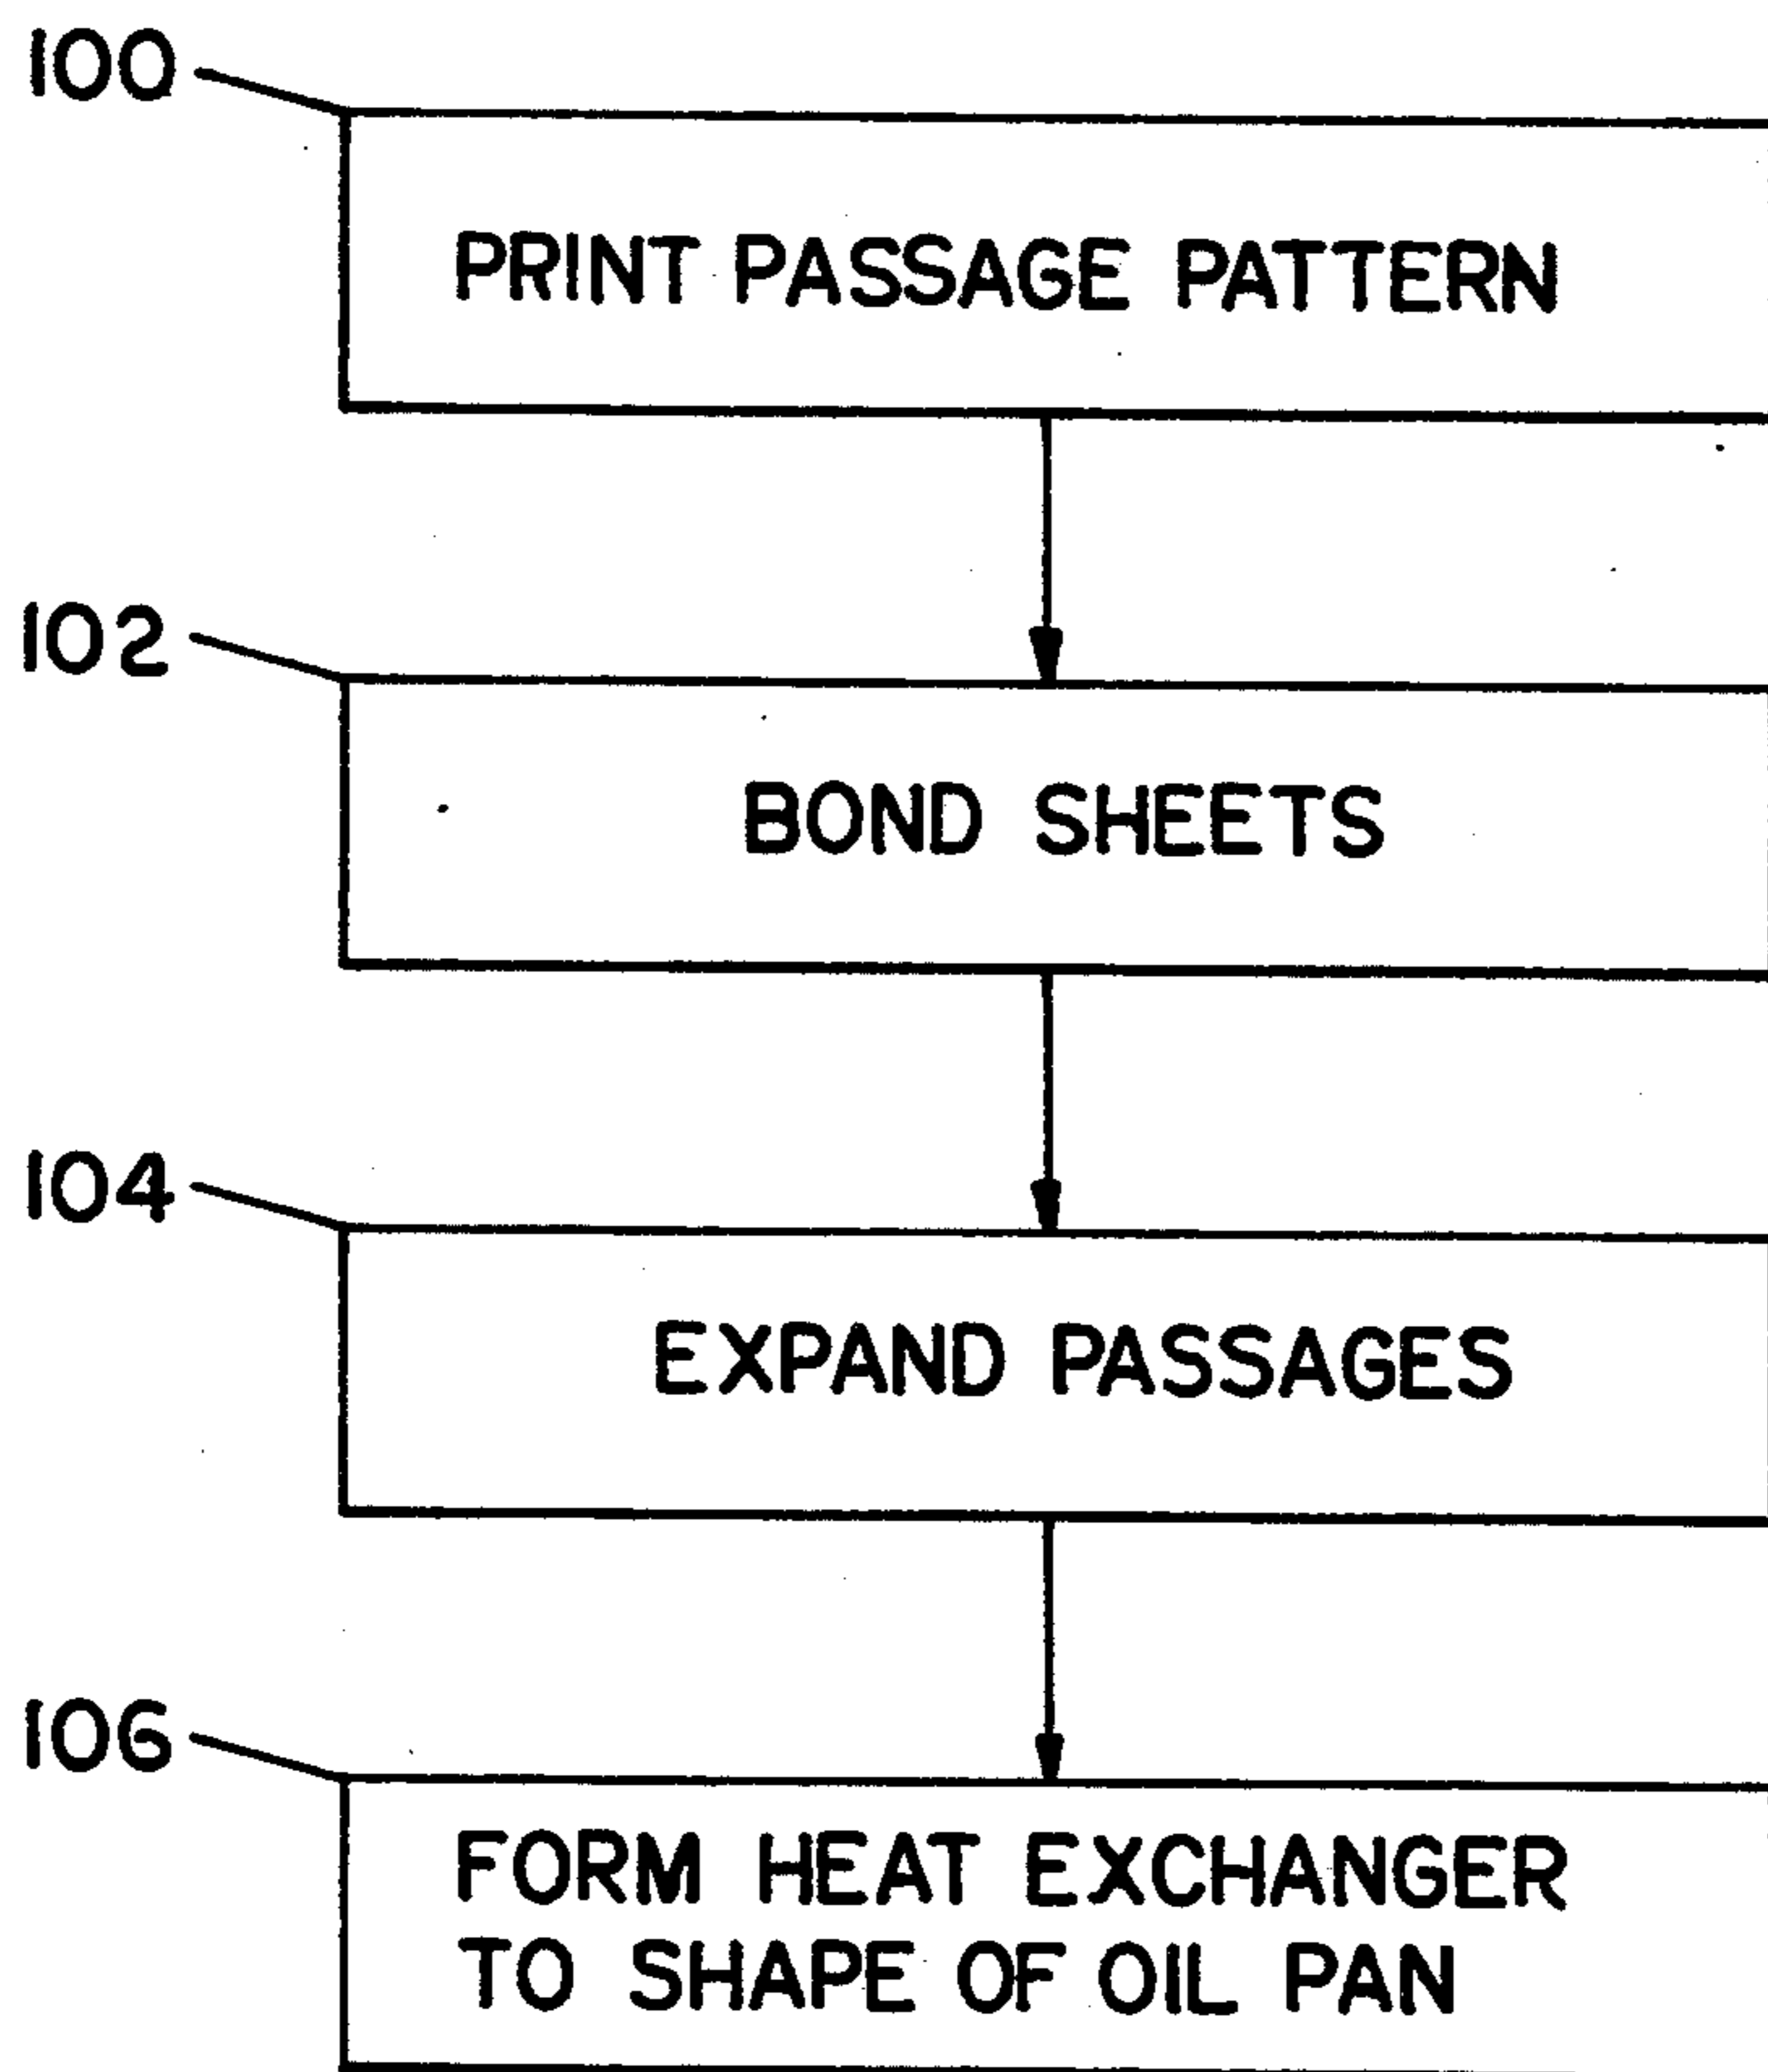 100
PRINT PASSAGE PATTERN
102
BOND SHEETS
104
EXPAND PASSAGES
106
FORM HEAT EXCHANGER
TO SHAPE OF OIL PAN